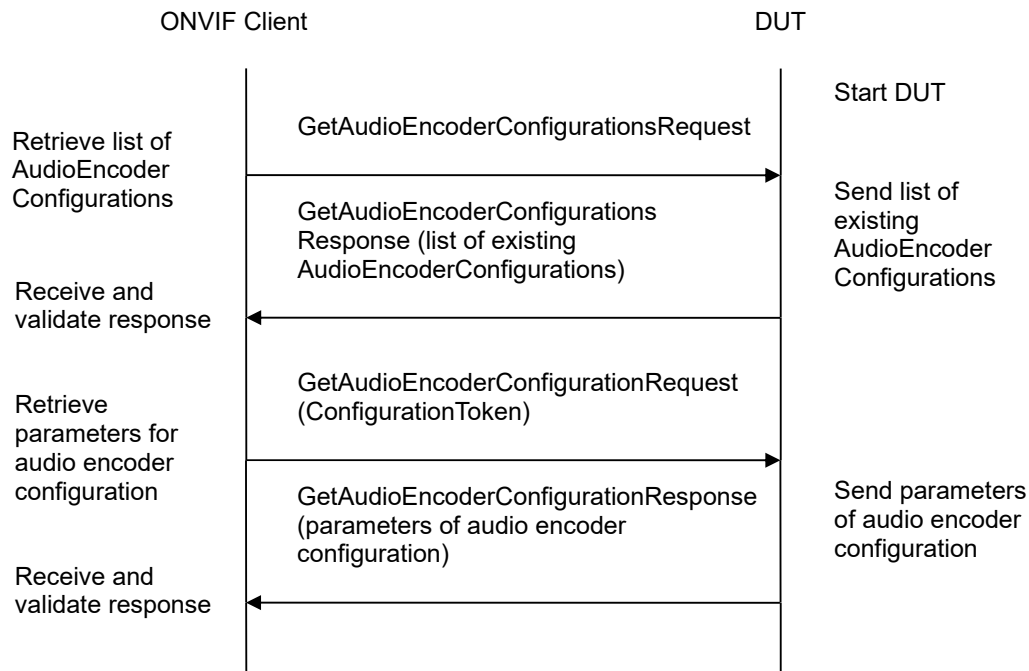 ONVIF Client
DUT
Start DUT
GetAudioEncoderConfigurationsRequest
Retrieve list of
AudioEncoder
Configurations
Send list of
existing
AudioEncoder
Configurations
GetAudioEncoderConfigurations
Response (list of existing
AudioEncoderConfigurations)
Receive and
validate response
GetAudioEncoderConfigurationRequest
(ConfigurationToken)
Retrieve
parameters for
audio encoder
configuration
GetAudioEncoderConfigurationResponse
(parameters of audio encoder
configuration)
Send parameters
of audio encoder
configuration
Receive and
validate response